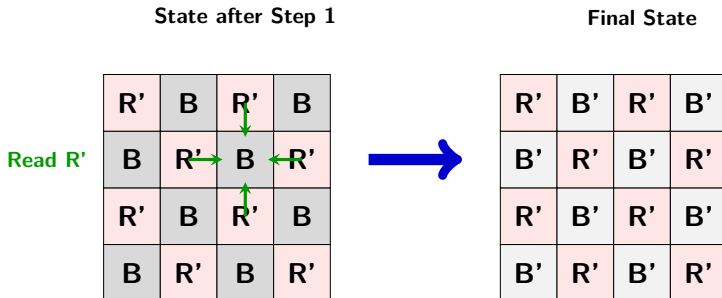 State after Step 1
Final State
R' B R' B
R' B' R' B'
Read R'
B R' B R'
B' R' B' R'
R' B R' B
R' B' R' B'
B R' B R'
B' R' B' R'